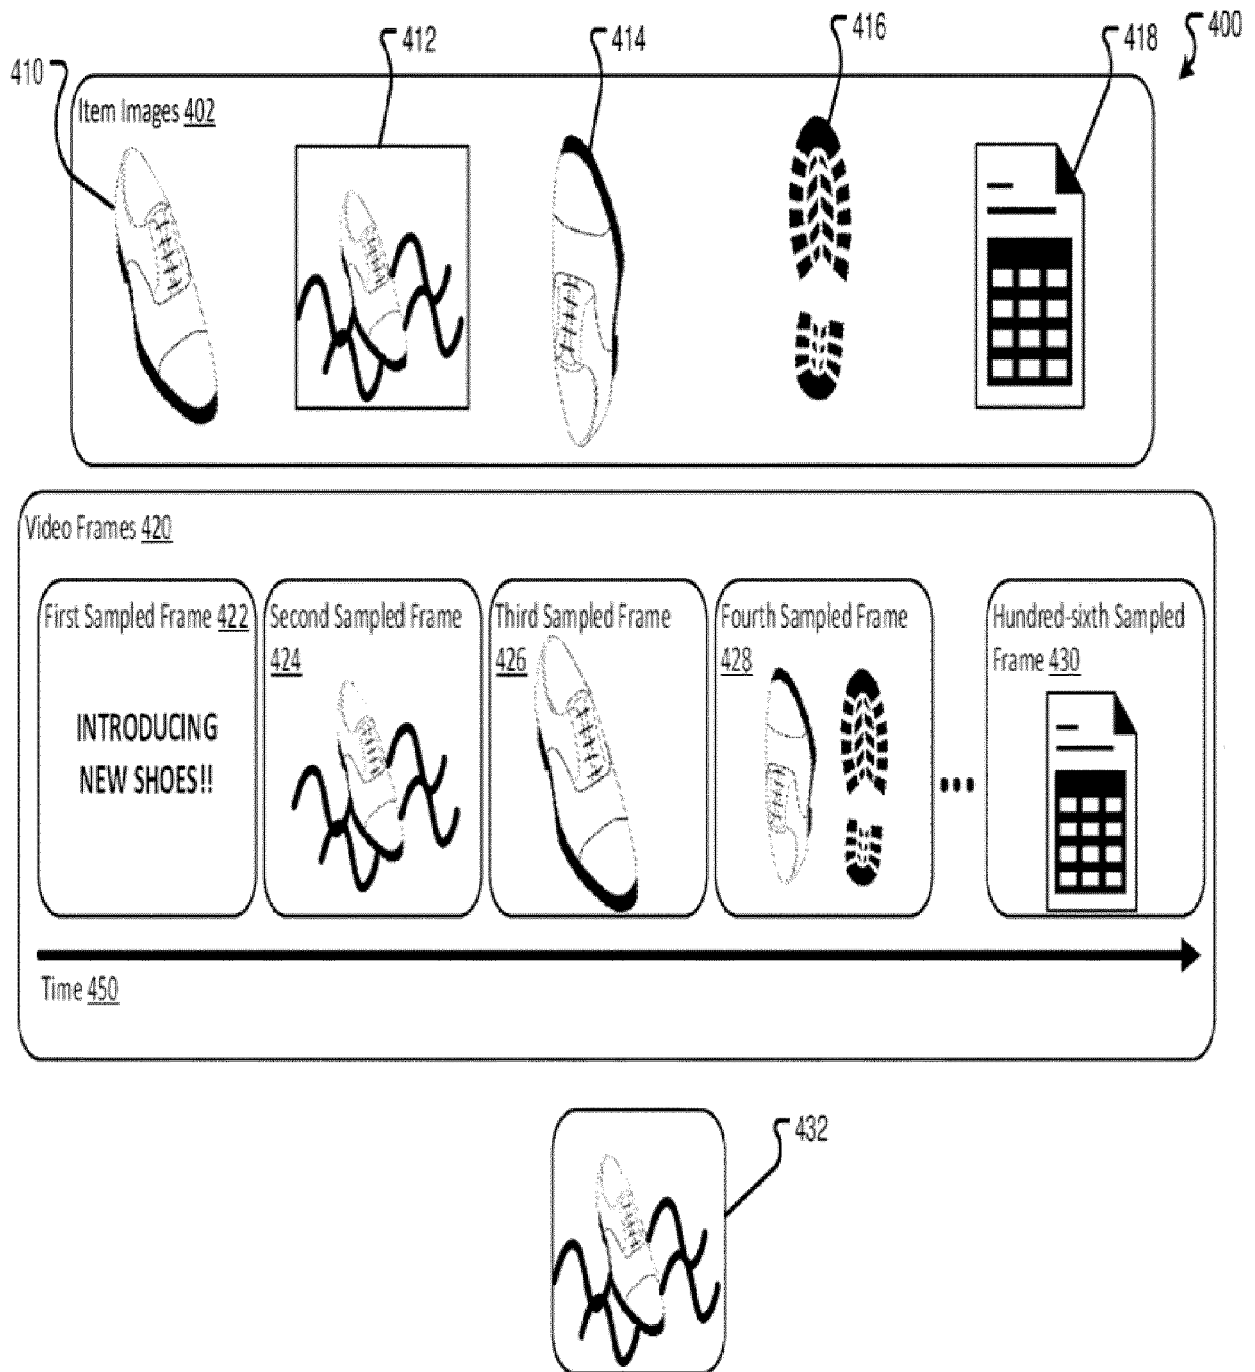 400
410
412
414
416
418
Item Images 402
Video Frames 420
First Sampled Frame 422
INTRODUCING
NEW SHOES!!
Second Sampled Frame
424
Third Sampled Frame
426
Fourth Sampled Frame
428
...
Hundred-sixth Sampled
Frame 430
Time 450
432